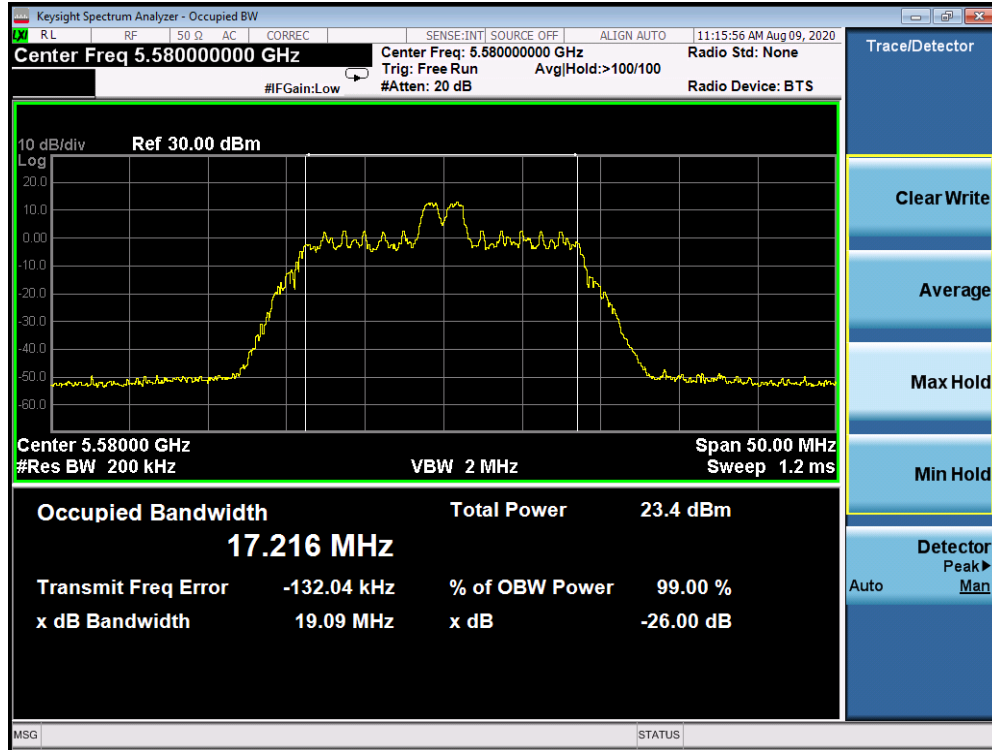 Keysight Spectrum Analyzer - Occupied BW
LXI RL RF 50 Ω AC CORREC SENSE:INT SOURCE OFF ALIGN AUTO 11:15:56 AM Aug 09, 2020
Center Freq 5.580000000 GHz
Center Freq: 5.580000000 GHz Radio Std: None
Trig: Free Run Avg|Hold:>100/100
#IFGain:Low #Atten: 20 dB Radio Device: BTS
10 dB/div Ref 30.00 dBm
Log
20.0
10.0
0.00
-10.0
-20.0
-30.0
-40.0
-50.0
-60.0
Center 5.58000 GHz Span 50.00 MHz
#Res BW 200 kHz VBW 2 MHz Sweep 1.2 ms
Occupied Bandwidth Total Power 23.4 dBm
17.216 MHz
Transmit Freq Error -132.04 kHz % of OBW Power 99.00 %
x dB Bandwidth 19.09 MHz x dB -26.00 dB
MSG STATUS
Trace/Detector
Clear Write
Average
Max Hold
Min Hold
Detector
Peak▶
Auto Man